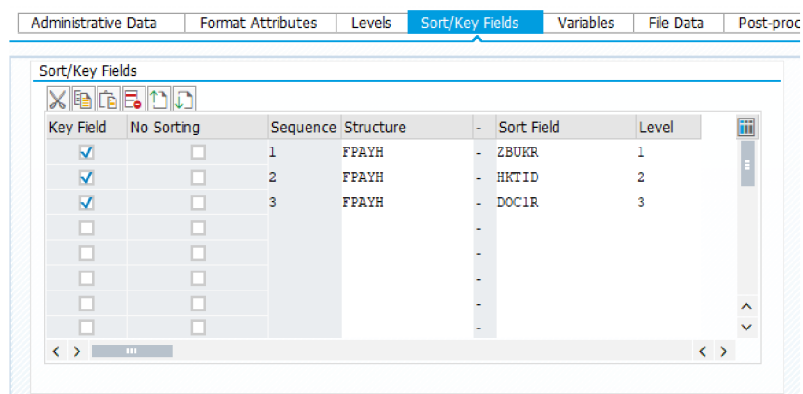 Administrative Data Format Attributes Levels Sort/Key Fields Variables File Data Post-proc
Sort/Key Fields
Key Field No Sorting Sequence Structure - Sort Field Level
1 FPAYH - ZBUKR 1
2 FPAYH - HKTID 2
3 FPAYH - DOC1R 3
-
-
-
-
-